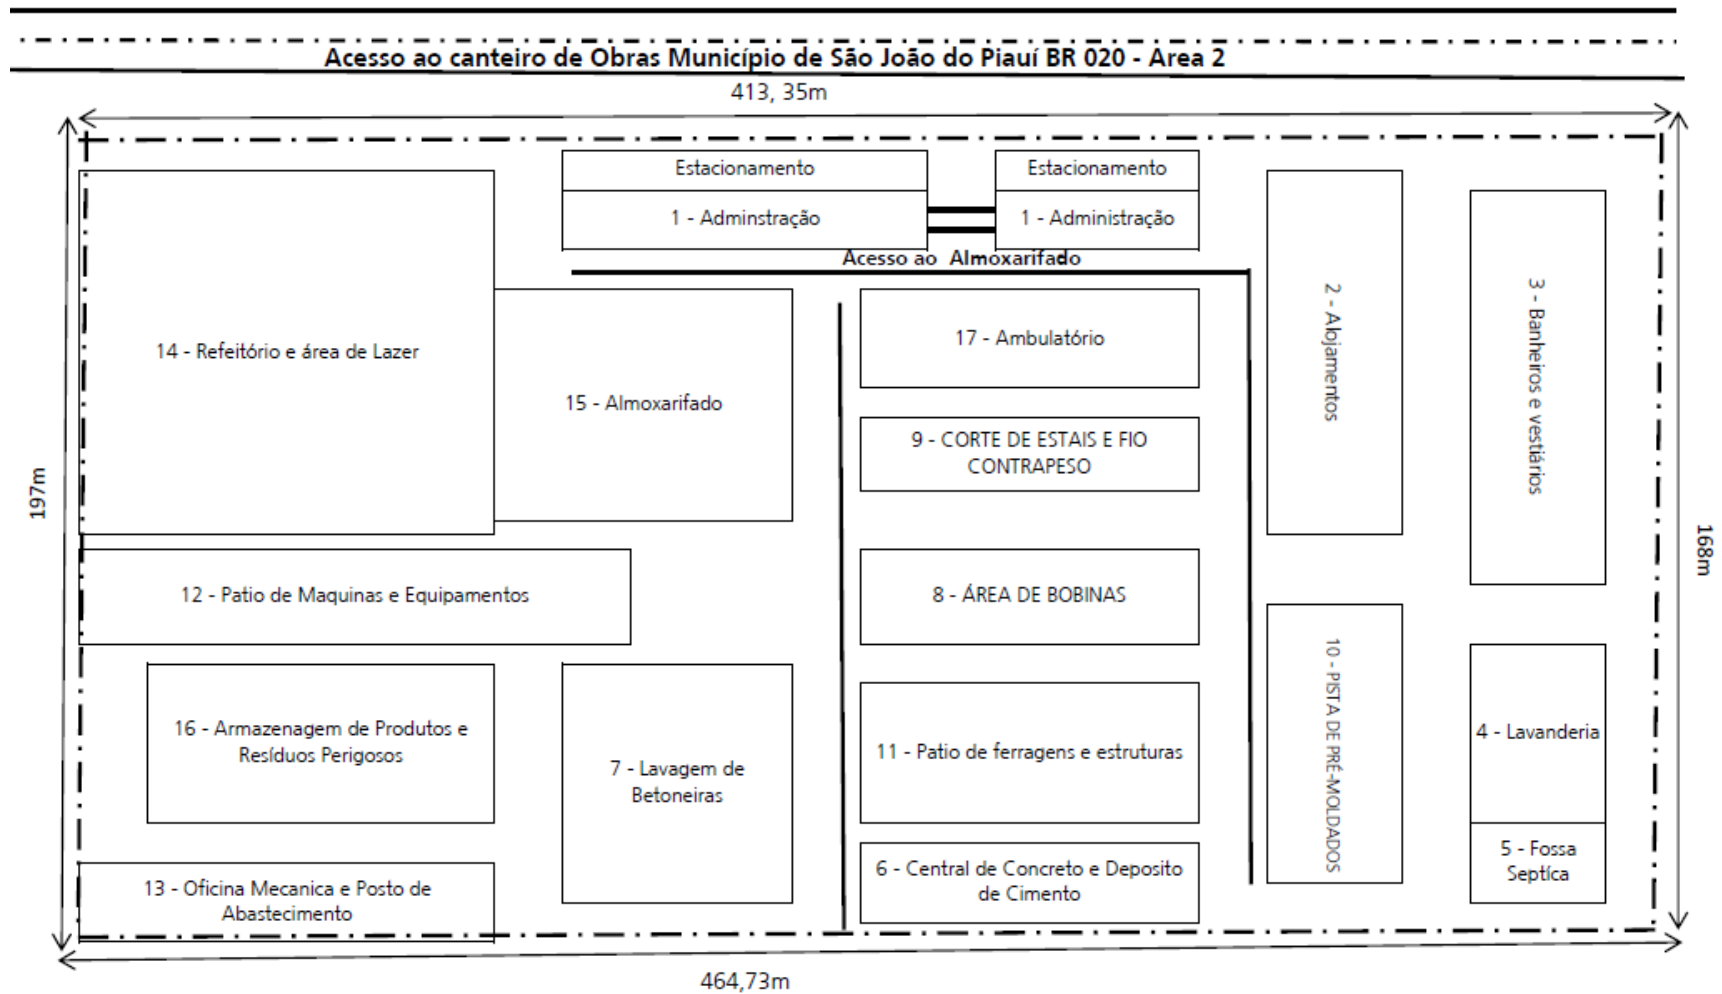 Acesso ao canteiro de Obras Município de São João do Piauí BR 020 - Area 2
413, 35m
Estacionamento
Estacionamento
1 - Adminstração
1 - Administração
Acesso ao Almoxarifado
14 - Refeitório e área de Lazer
15 - Almoxarifado
17 - Ambulatório
2 - Alojamentos
3 - Banheiros e vestiários
9 - CORTE DE ESTAIS E FIO
CONTRAPESO
197m
168m
12 - Patio de Maquinas e Equipamentos
8 - ÁREA DE BOBINAS
16 - Armazenagem de Produtos e
Resíduos Perigosos
7 - Lavagem de
Betoneiras
11 - Patio de ferragens e estruturas
10 - PISTA DE PRÉ-MOLDADOS
4 - Lavanderia
5 - Fossa
Septíca
13 - Oficina Mecanica e Posto de
Abastecimento
6 - Central de Concreto e Deposito
de Cimento
464,73m